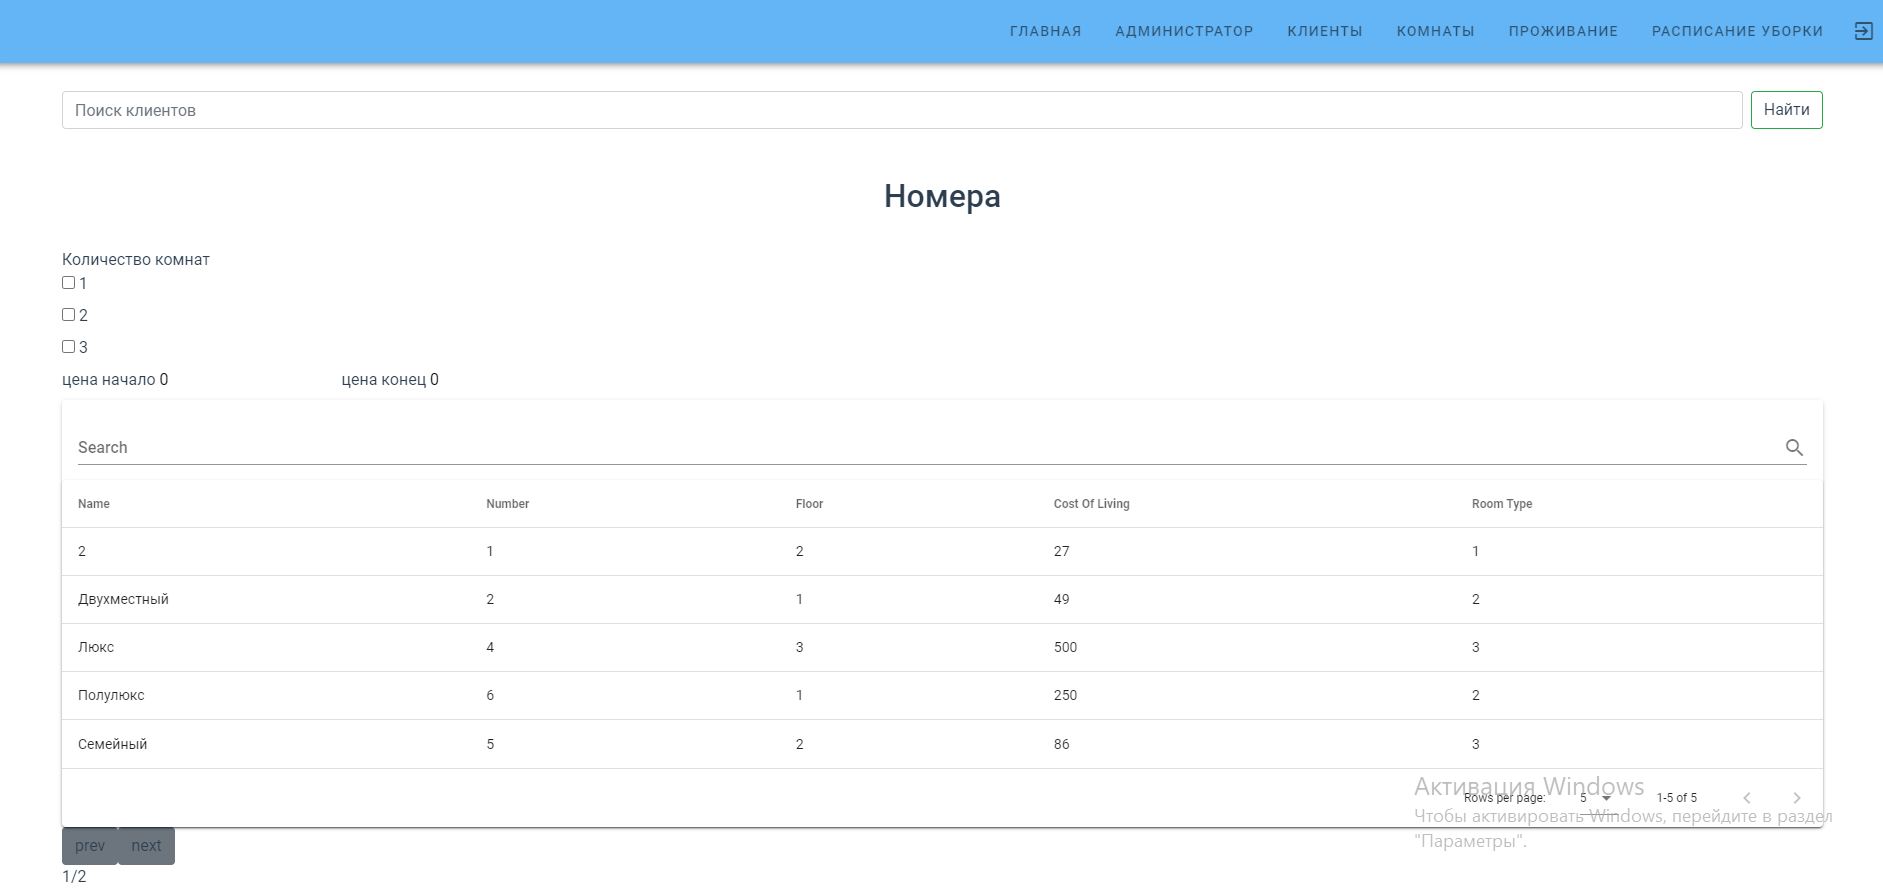 ГЛАВНАЯ АДМИНИСТРАТОР КЛИЕНТЫ КОМНАТЫ ПРОЖИВАНИЕ РАСПИСАНИЕ УБОРКИ
Поиск клиентов Найти
Номера
Количество комнат
1
2
3
цена начало 0 цена конец 0
Search
Name Number Floor Cost Of Living Room Type
2 1 2 27 1
Двухместный 2 1 49 2
Люкс 4 3 500 3
Полулюкс 6 1 250 2
Семейный 5 2 86 3
Активация Windows
Rows per page: 5 1-5 of 5
Чтобы активировать Windows, перейдите в раздел
"Параметры".
prev next
1/2